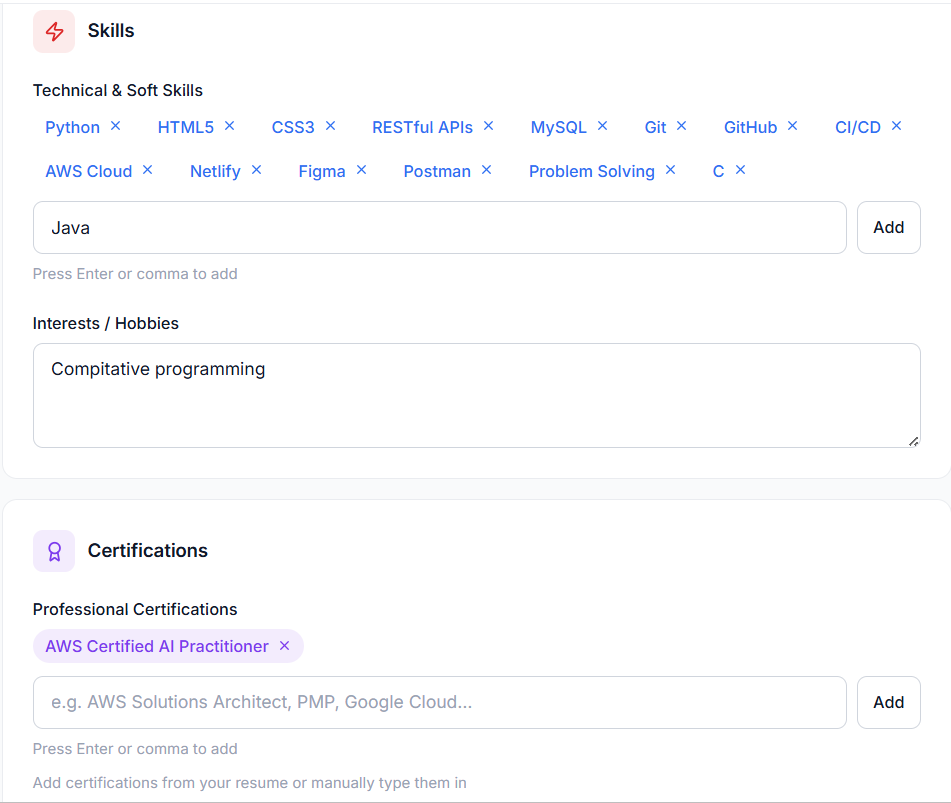 Skills
Technical & Soft Skills
Python × HTML5 × CSS3 × RESTful APIs × MySQL × Git × GitHub × CI/CD ×
AWS Cloud × Netlify × Figma × Postman × Problem Solving × C ×
Java
Add
Press Enter or comma to add
Interests / Hobbies
Compitative programming
Certifications
Professional Certifications
AWS Certified AI Practitioner ×
e.g. AWS Solutions Architect, PMP, Google Cloud...
Add
Press Enter or comma to add
Add certifications from your resume or manually type them in